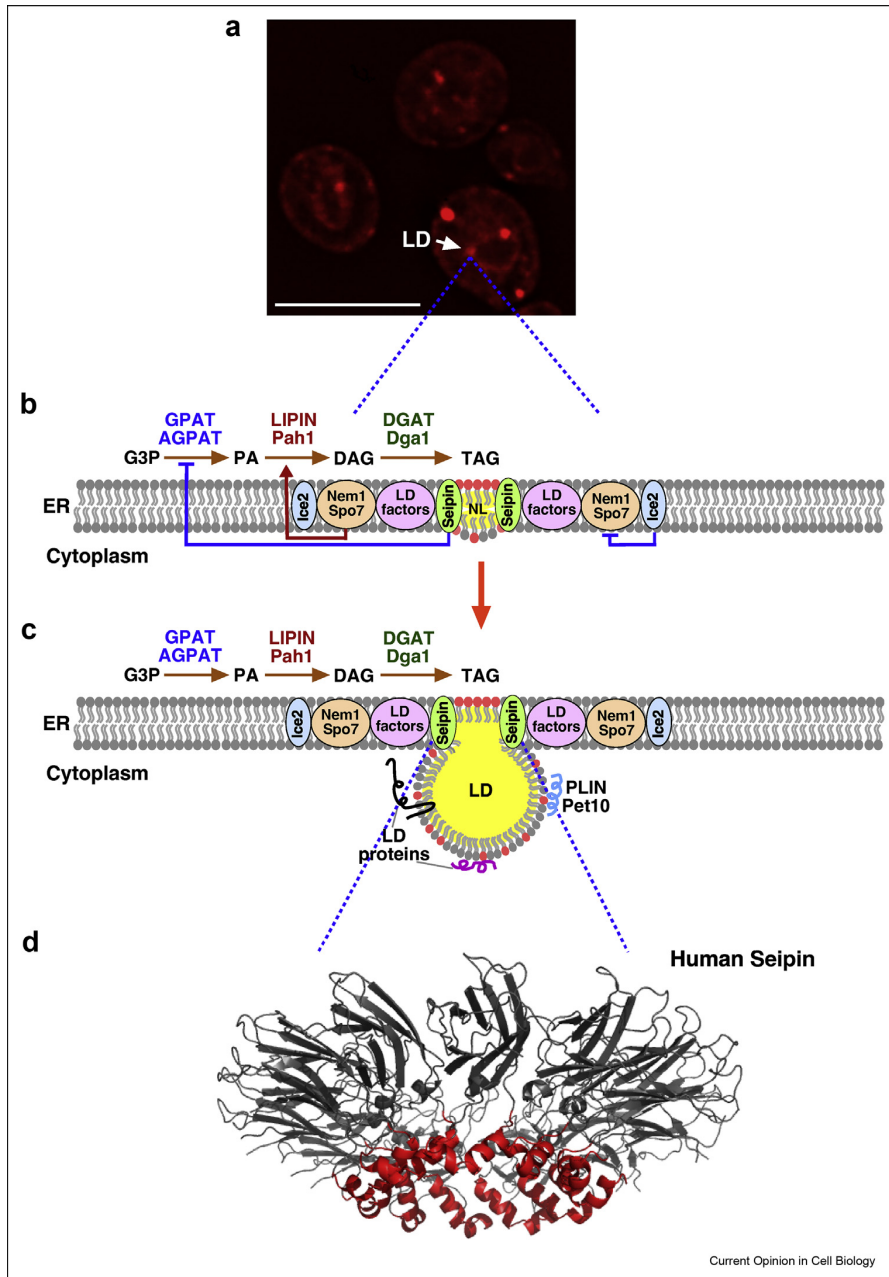 a
LD
b
GPAT
AGPAT
LIPIN
Pah1
DGAT
Dga1
G3P
PA
DAG
TAG
ER
Ice2
Nem1
Spo7
LD
factors
Seipin
NL
Seipin
LD
factors
Nem1
Spo7
Ice2
Cytoplasm
c
GPAT
AGPAT
LIPIN
Pah1
DGAT
Dga1
G3P
PA
DAG
TAG
ER
Ice2
Nem1
Spo7
LD
factors
Seipin
Seipin
LD
factors
Nem1
Spo7
Ice2
Cytoplasm
LD
PLIN
Pet10
LD
proteins
d
Human Seipin
Current Opinion in Cell Biology